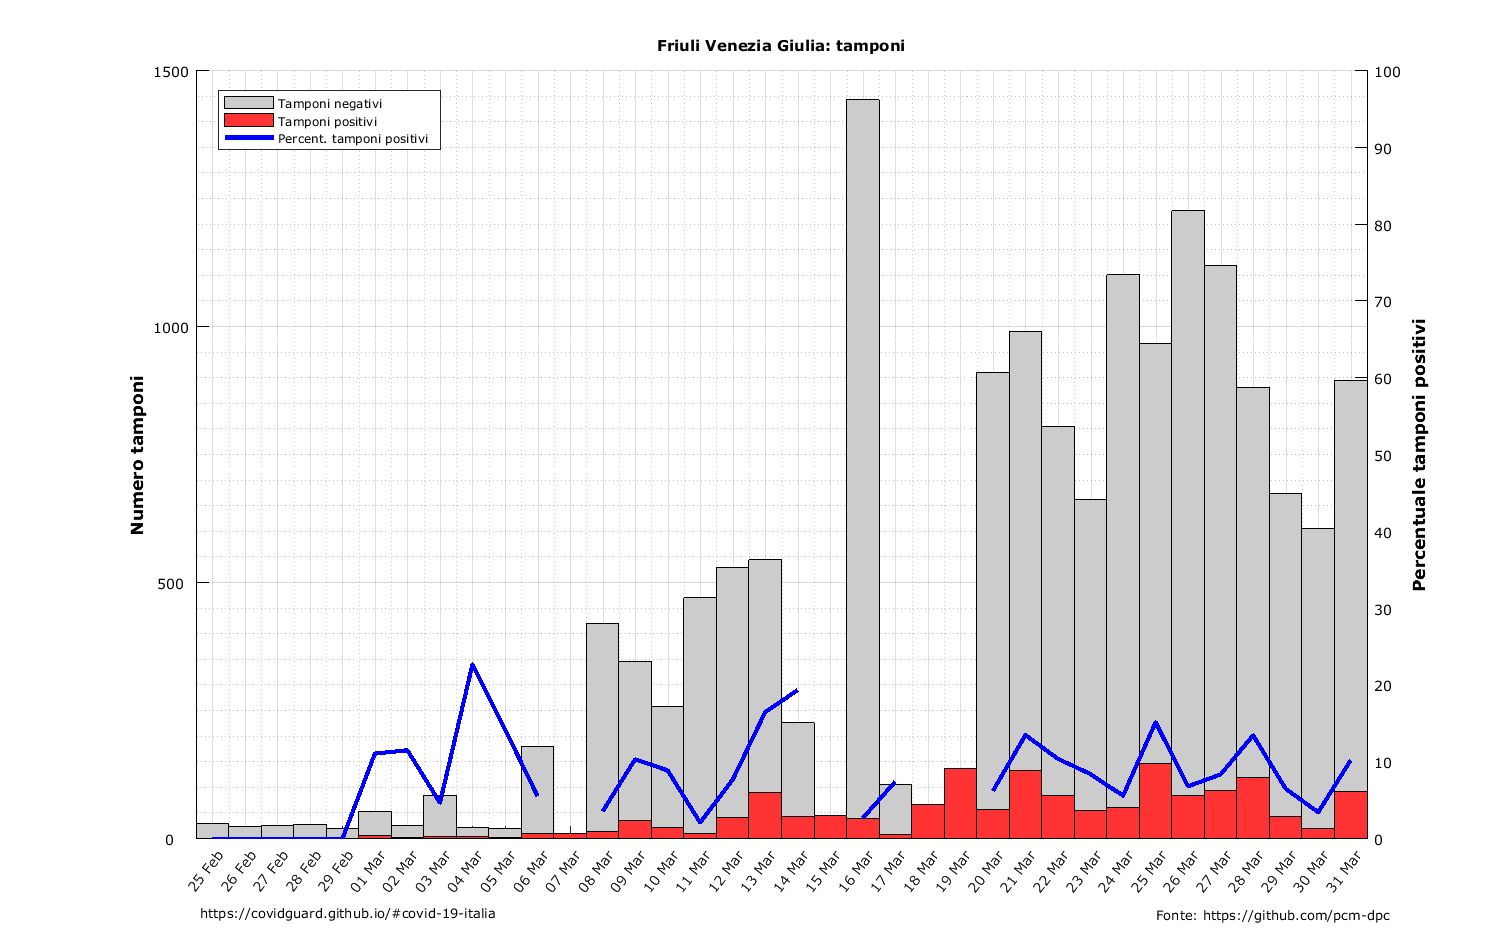 Friuli Venezia Giulia: tamponi
Tamponi negativi
Tamponi positivi
Percent. tamponi positivi
Numero tamponi
1500
1000
500
0
Percentuale tamponi positivi
100
90
80
70
60
50
40
30
20
10
0
25 Feb
26 Feb
27 Feb
28 Feb
29 Feb
01 Mar
02 Mar
03 Mar
04 Mar
05 Mar
06 Mar
07 Mar
08 Mar
09 Mar
10 Mar
11 Mar
12 Mar
13 Mar
14 Mar
15 Mar
16 Mar
17 Mar
18 Mar
19 Mar
20 Mar
21 Mar
22 Mar
23 Mar
24 Mar
25 Mar
26 Mar
27 Mar
28 Mar
29 Mar
30 Mar
31 Mar
https://covidguard.github.io/#covid-19-italia
Fonte: https://github.com/pcm-dpc